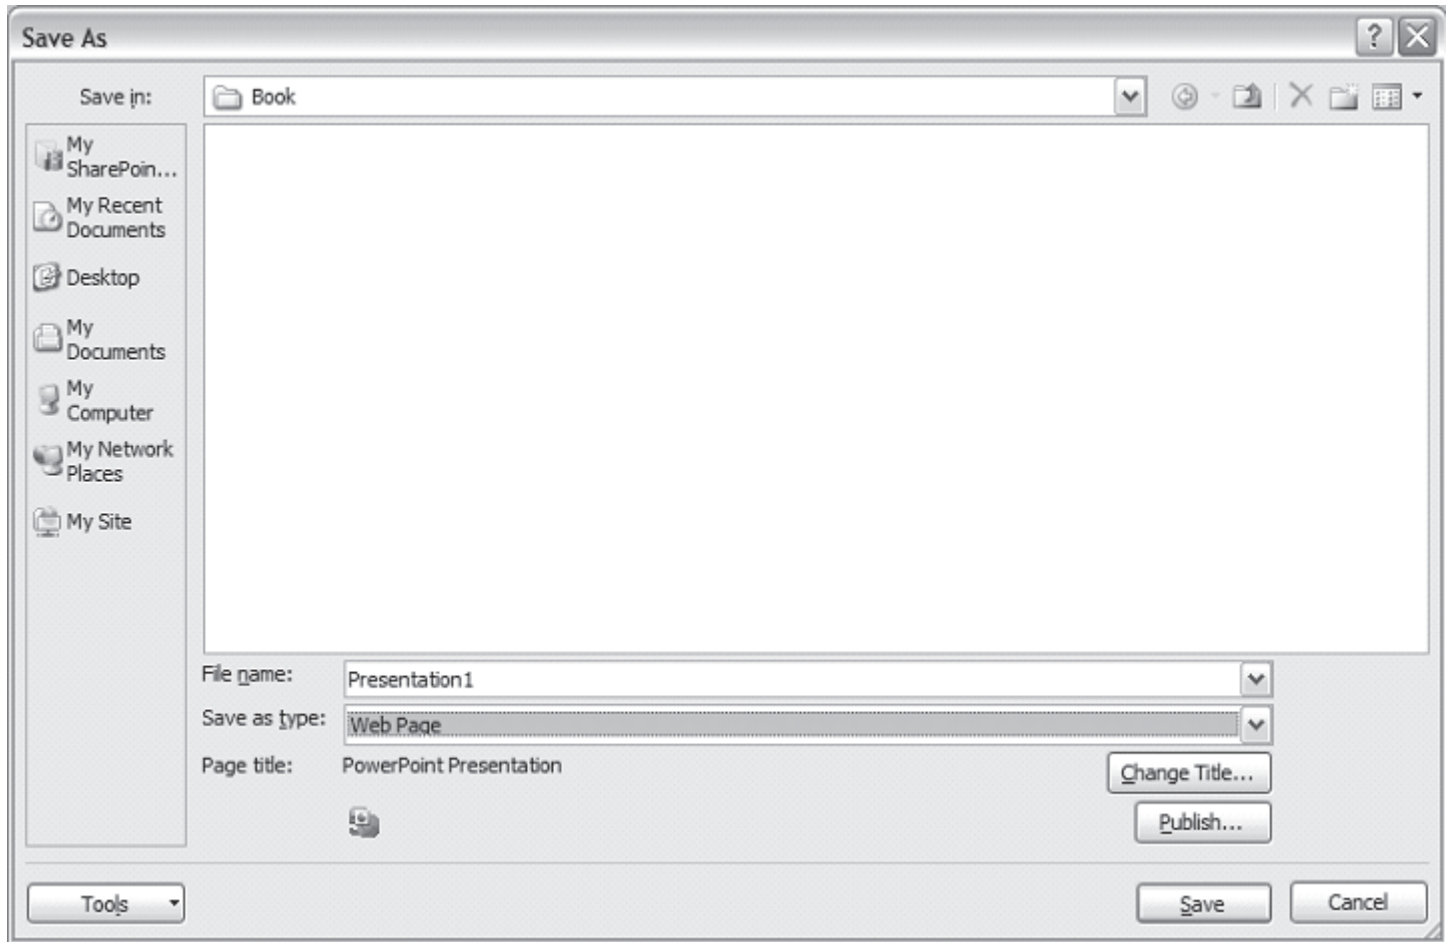 Save As
?
Save in:
Book
My
SharePoin...
My Recent
Documents
Desktop
My
Documents
My
Computer
My Network
Places
My Site
File name:
Presentation1
Save as type:
Web Page
Page title:
PowerPoint Presentation
Change Title...
Publish...
Tools
Save
Cancel